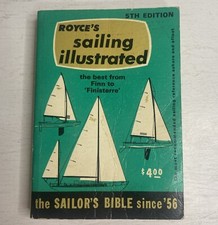 5TH EDITION
ROYCE'S
sailing
illustrated
the best from
Finn to
'Finisterre'
$4.00
the SAILOR'S BIBLE since '56